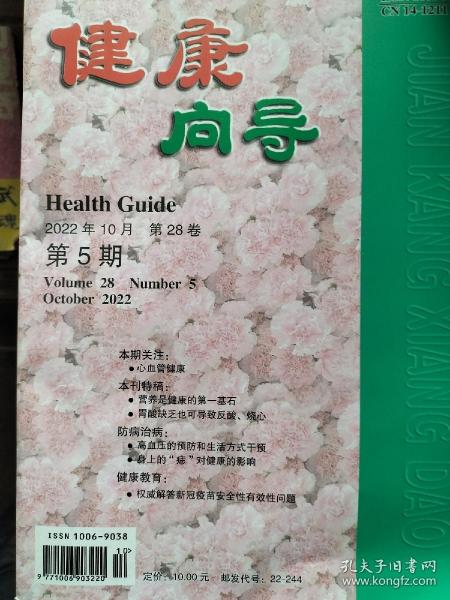 CN 14-1211
健康
向导
JIAN KANG XIANG DAO
Health Guide
2022 年 10 月 第 28 卷
第 5 期
Volume 28 Number 5
October 2022
本期关注：
• 心血管健康
本刊特稿：
• 营养是健康的第一基石
• 胃酸缺乏也可导致反酸、烧心
防病治病：
• 高血压的预防和生活方式干预
• 身上的“痣”对健康的影响
健康教育：
• 权威解答新冠疫苗安全性有效性问题
ISSN 1006-9038
10>
9 771006 903220
定价：10.00 元 邮发代号：22-244
孔夫子旧书网
www.kongfz.com